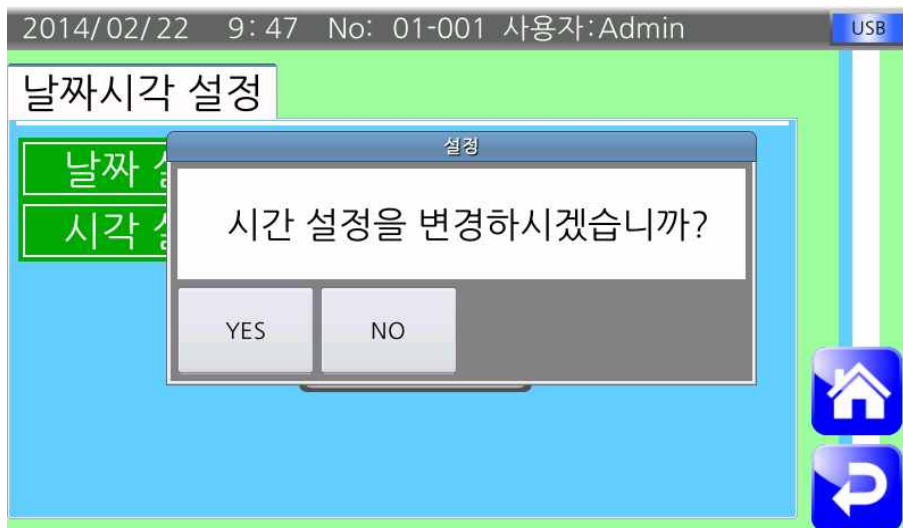 2014/02/22 9:47 No: 01-001 사용자:Admin USB
날짜시각 설정
설정
날짜
시각
시간 설정을 변경하시겠습니까?
YES NO